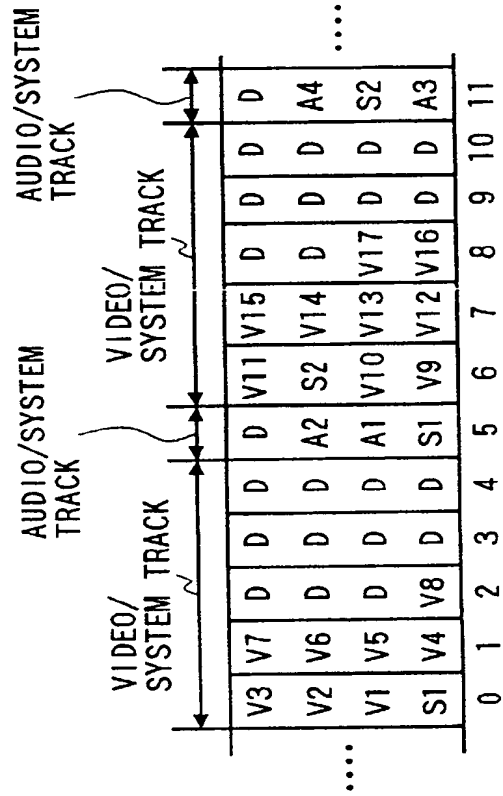 AUDIO/SYSTEM
TRACK
AUDIO/SYSTEM
TRACK
VIDEO/
SYSTEM TRACK
VIDEO/
SYSTEM TRACK
V3 V7 D D D D V11 V15 D D D D
V2 V6 D D D A2 S2 V14 D D D A4
V1 V5 D D D A1 V10 V13 V17 D D S2
S1 V4 V8 D D S1 V9 V12 V16 D D A3
0 1 2 3 4 5 6 7 8 9 10 11